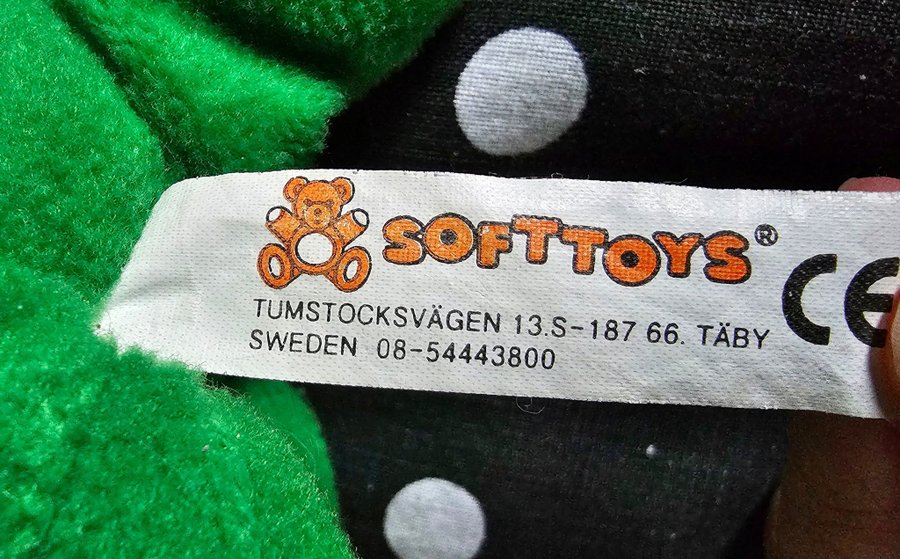 SOFTTOYS®
TUMSTOCKSVÄGEN 13.S-187 66. TÄBY
SWEDEN 08-54443800
CE